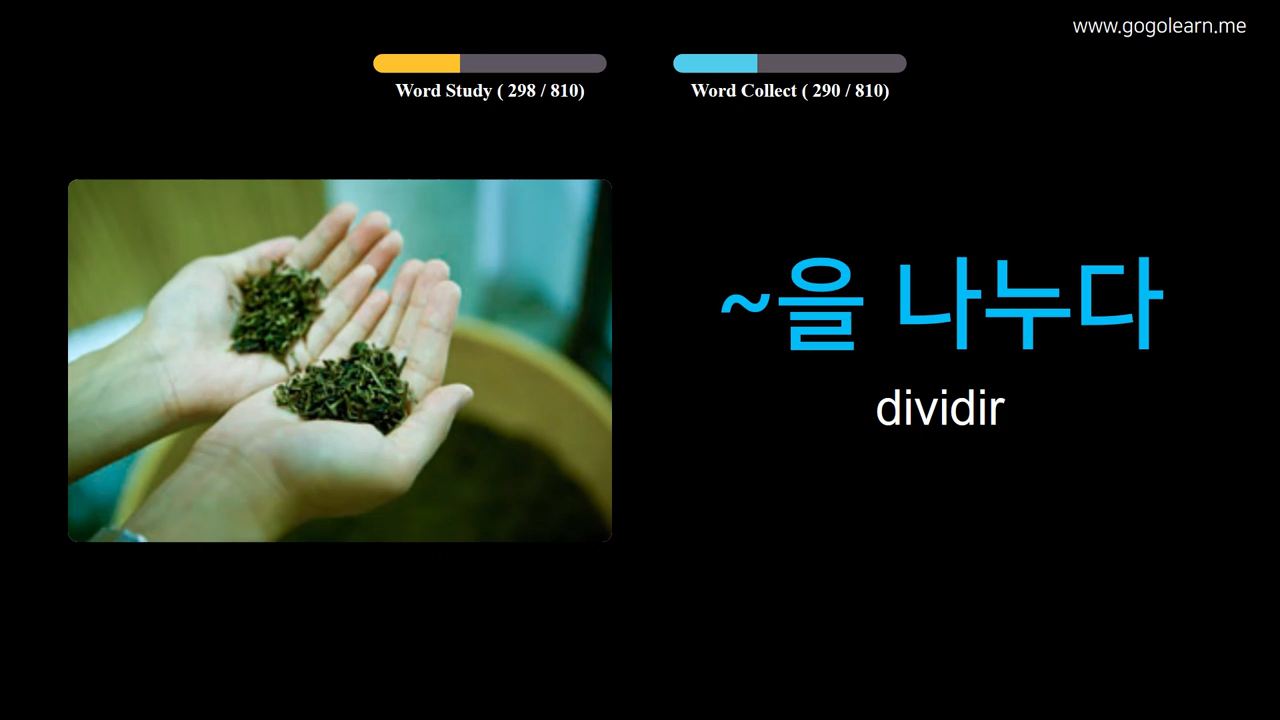 www.gogolearn.me
Word Study ( 298 / 810)
Word Collect ( 290 / 810)
~을 나누다
dividir